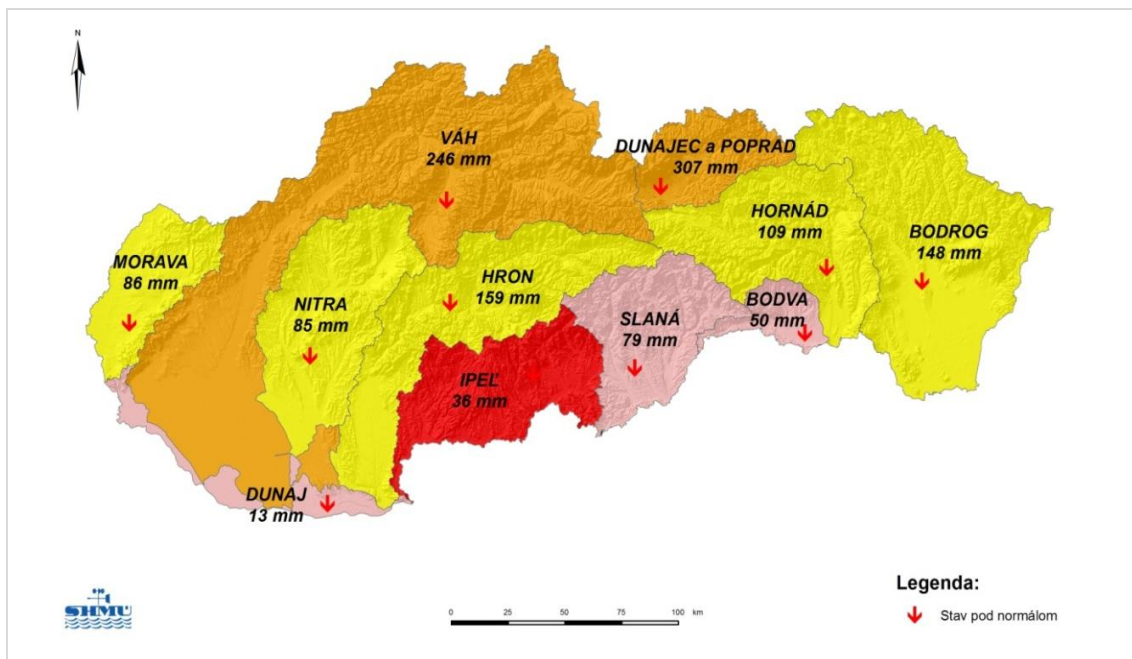 N
VÁH
246 mm
DUNAJEC a POPRAD
307 mm
HORNÁD
109 mm
BODROG
148 mm
MORAVA
86 mm
NITRA
85 mm
HRON
159 mm
SLANÁ
79 mm
BODVA
50 mm
IPEĽ
36 mm
DUNAJ
13 mm
SHMÚ
0 25 50 75 100 km
Legenda:
Stav pod normálom